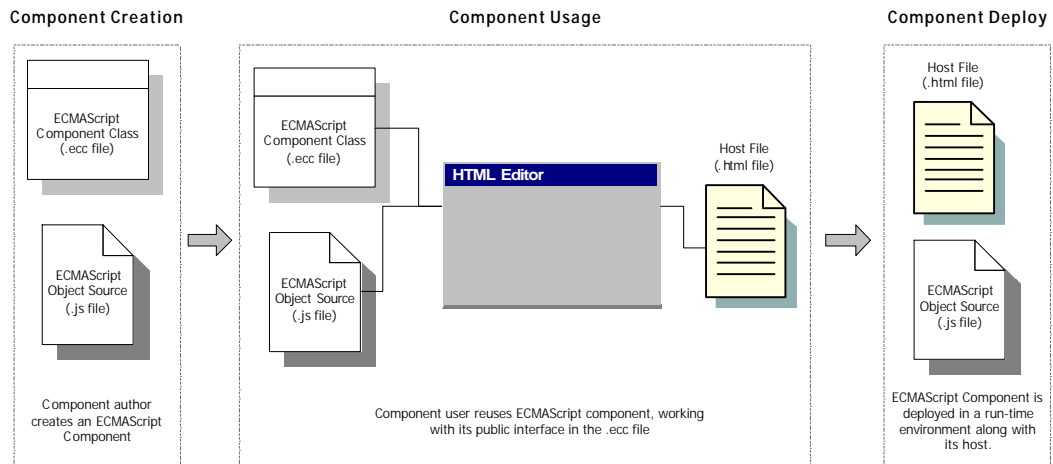 Component Creation
ECMAScript
Component Class
(.ecc file)
ECMAScript
Object Source
(.js file)
Component author
creates an ECMAScript
Component
Component Usage
ECMAScript
Component Class
(.ecc file)
ECMAScript
Object Source
(.js file)
HTML Editor
Host File
(.html file)
Component user reuses ECMAScript component, working
with its public interface in the .ecc file
Component Deploy
Host File
(.html file)
ECMAScript
Object Source
(.js file)
ECMAScript Component is
deployed in a run-time
environment along with
its host.